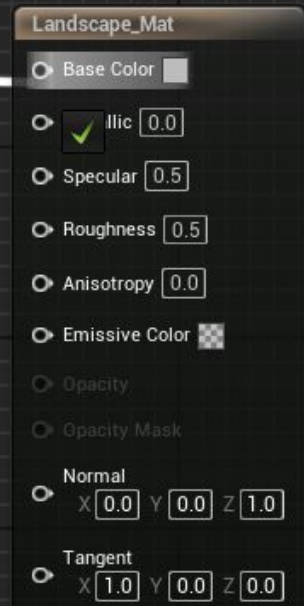 Landscape_Mat
Base Color
llic 0.0
Specular 0.5
Roughness 0.5
Anisotropy 0.0
Emissive Color
Opacity
Opacity Mask
Normal
X 0.0 Y 0.0 Z 1.0
Tangent
X 1.0 Y 0.0 Z 0.0